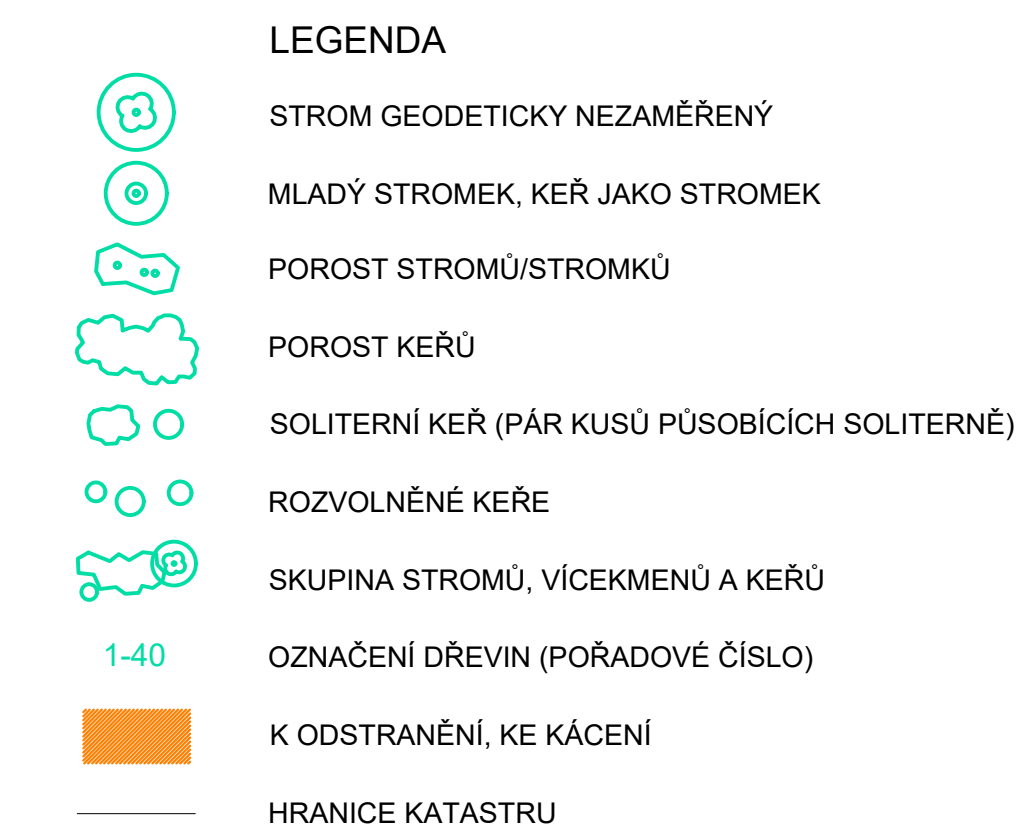 LEGENDA
STROM GEODETICKY NEZAMĚŘENÝ
MLADÝ STROMEK, KEŘ JAKO STROMEK
POROST STROMŮ/STROMKŮ
POROST KEŘŮ
SOLITERNÍ KEŘ (PÁR KUSŮ PŮSOBÍCÍCH SOLITERNĚ)
ROZVOLNĚNÉ KEŘE
SKUPINA STROMŮ, VÍCEKMENŮ A KEŘŮ
1-40 OZNAČENÍ DŘEVIN (POŘADOVÉ ČÍSLO)
K ODSTRANĚNÍ, KE KÁCENÍ
HRANICE KATASTRU